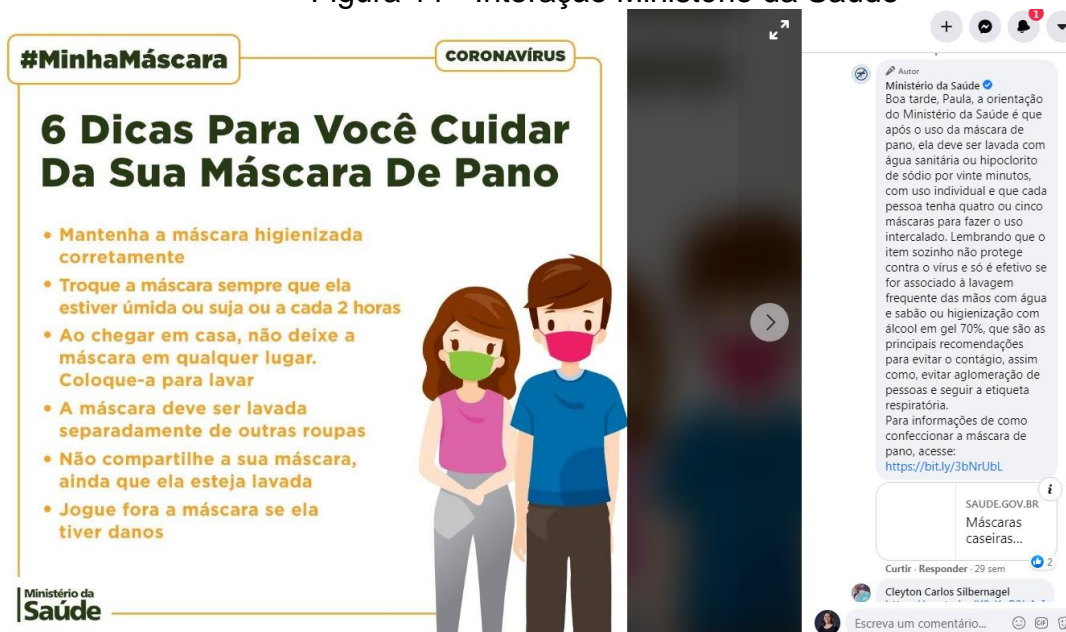 #MinhaMáscara
CORONAVÍRUS
6 Dicas Para Você Cuidar
Da Sua Máscara De Pano
• Mantenha a máscara higienizada
corretamente
• Troque a máscara sempre que ela
estiver úmida ou suja ou a cada 2 horas
• Ao chegar em casa, não deixe a
máscara em qualquer lugar.
Coloque-a para lavar
• A máscara deve ser lavada
separadamente de outras roupas
• Não compartilhe a sua máscara,
ainda que ela esteja lavada
• Jogue fora a máscara se ela
tiver danos
Ministério da
Saúde
1
Autor
Ministério da Saúde
Boa tarde, Paula, a orientação
do Ministério da Saúde é que
após o uso da máscara de
pano, ela deve ser lavada com
água sanitária ou hipoclorito
de sódio por vinte minutos,
com uso individual e que cada
pessoa tenha quatro ou cinco
máscaras para fazer o uso
intercalado. Lembrando que o
item sozinho não protege
contra o vírus e só é efetivo se
for associado à lavagem
frequente das mãos com água
e sabão ou higienização com
álcool em gel 70%, que são as
principais recomendações
para evitar o contágio, assim
como, evitar aglomeração de
pessoas e seguir a etiqueta
respiratória.
Para informações de como
confeccionar a máscara de
pano, acesse:
https://bit.ly/3bNrUbL
SAUDE.GOV.BR
Máscaras
caseiras...
Curtir · Responder · 29 sem
2
Cleyton Carlos Silbernagel
Escreva um comentário...
GIF